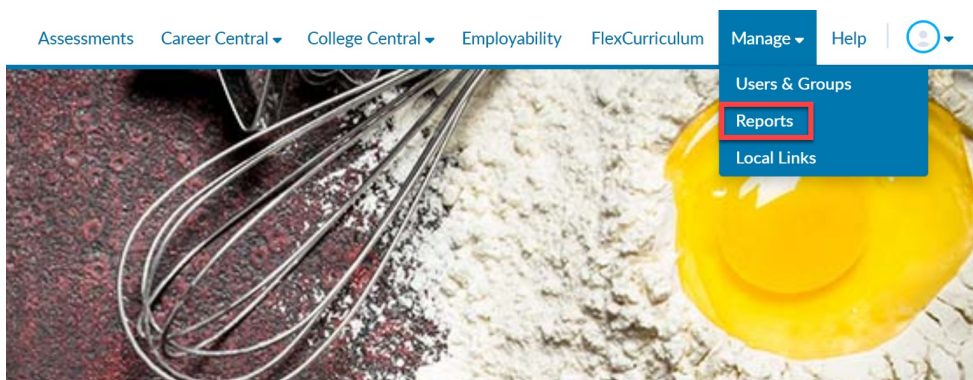 Assessments Career Central College Central Employability FlexCurriculum Manage Help
Users & Groups
Reports
Local Links